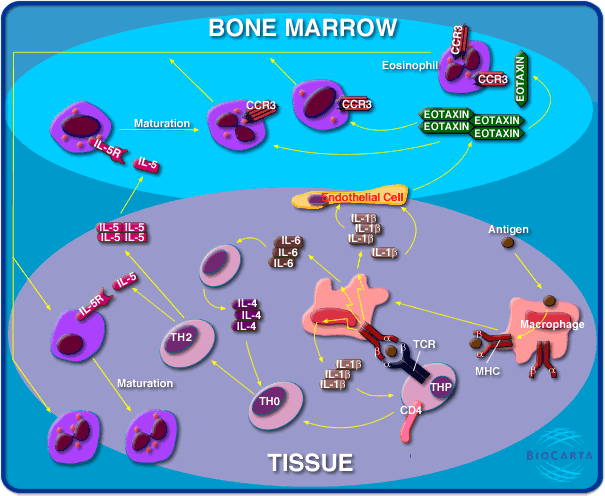 BONE MARROW
CCR3
Eosinophil
CCR3
EOTAXIN
CCR3
CCR3
EOTAXIN
EOTAXIN EOTAXIN
EOTAXIN
Maturation
IL-5R
IL-5
Endothelial Cell
IL-5 IL-5
IL-5 IL-5
IL-1β
IL-1β
IL-1β
IL-1β
IL-6
IL-6
IL-6
Antigen
IL-5R
IL-5
IL-4
IL-4
IL-4
TH2
Macrophage
TCR
α
β
β
α
β
α
MHC
β
α
IL-1β
IL-1β
IL-1β
THP
Maturation
TH0
CD4
TISSUE
BIOCARTA